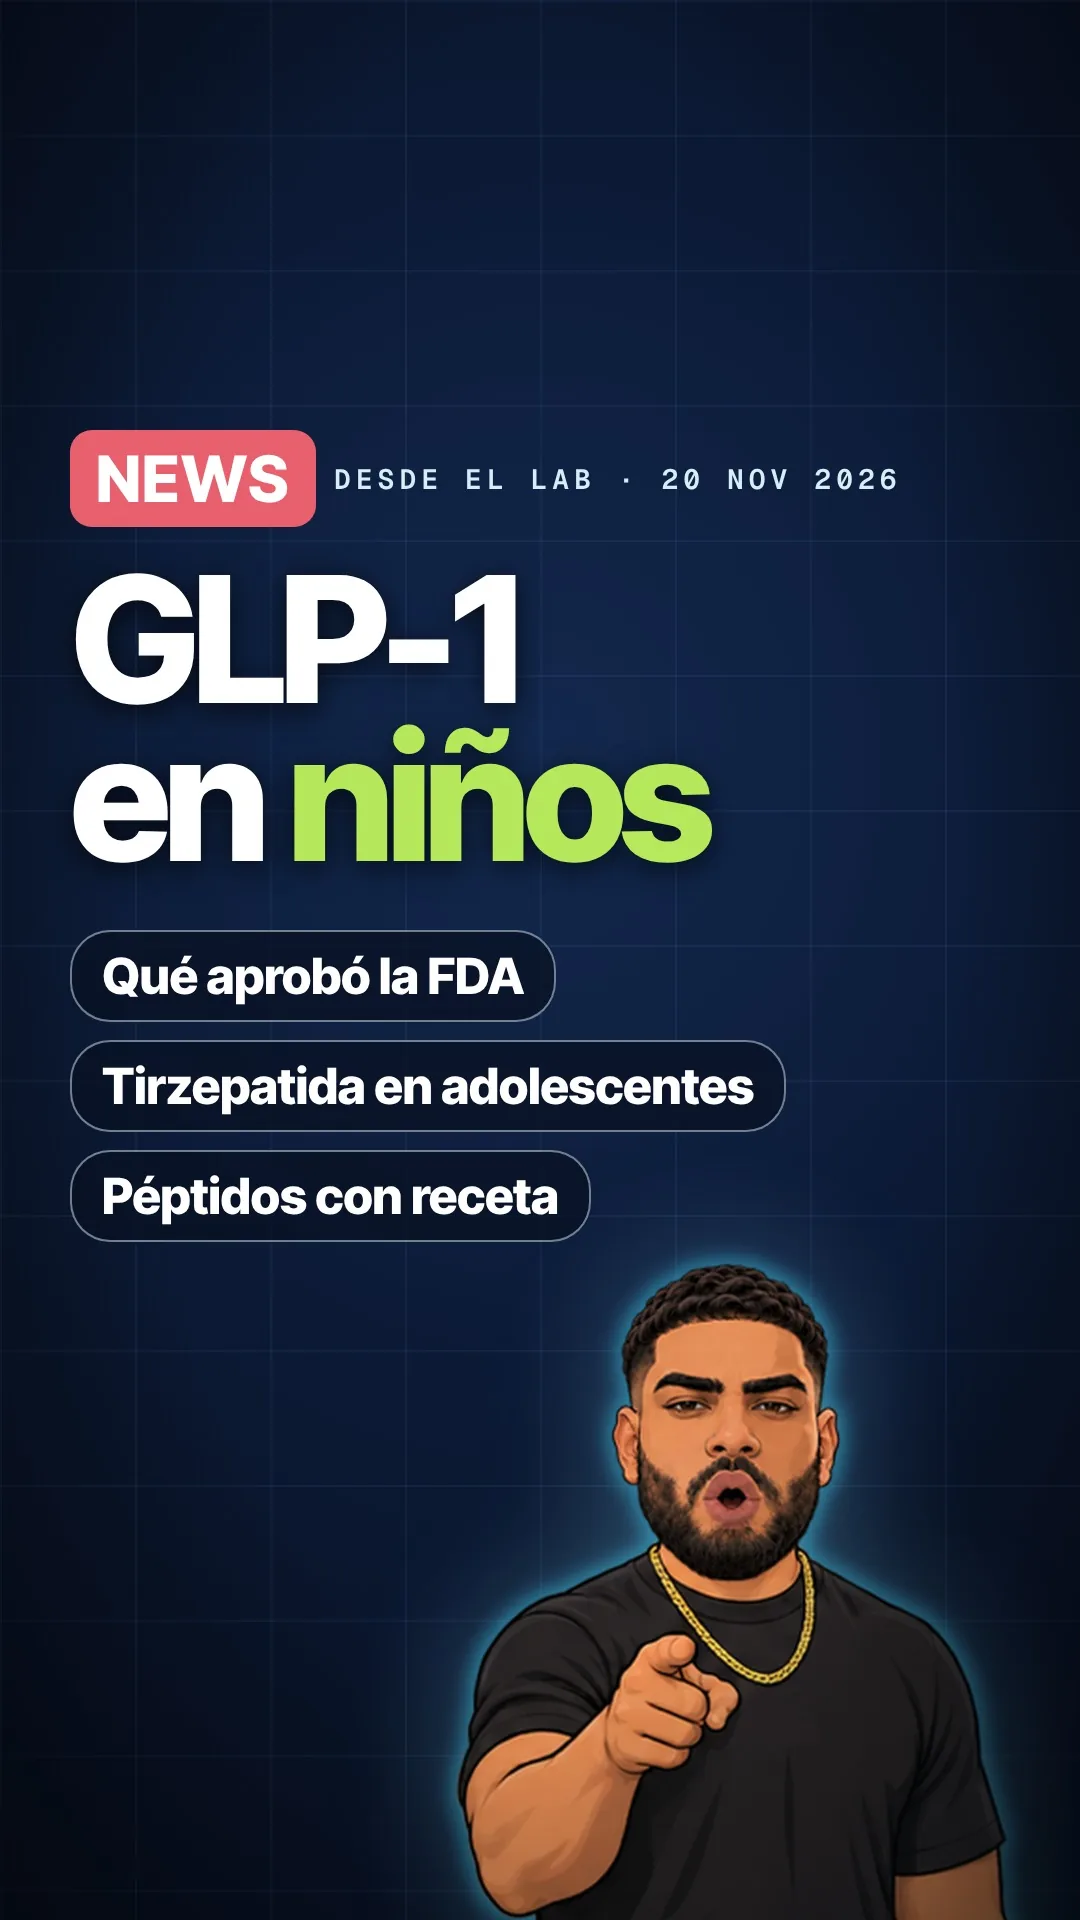 NEWS
DESDE EL LAB · 20 NOV 2026
GLP-1
en niños
Qué aprobó la FDA
Tirzepatida en adolescentes
Péptidos con receta